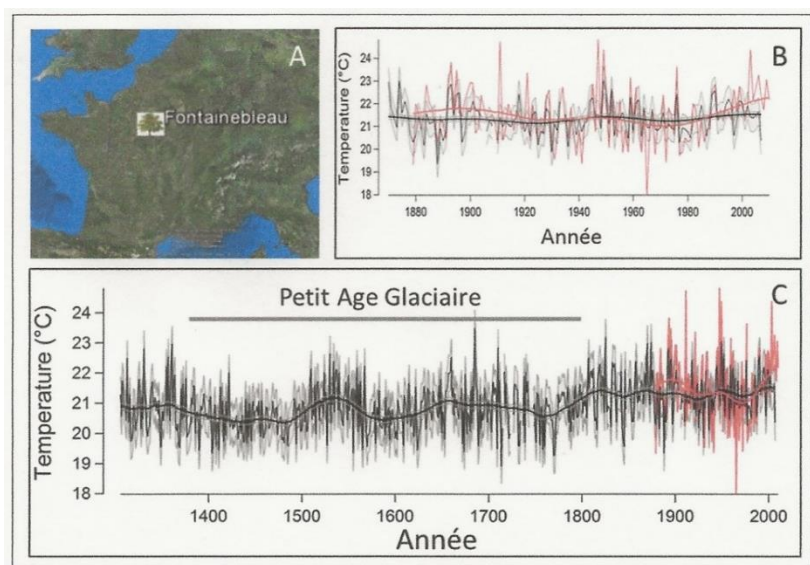 A
Fontainebleau
B
Temperature (°C)
24
23
22
21
20
19
18
1880 1900 1920 1940 1960 1980 2000
Année
C
Petit Age Glaciaire
Temperature (°C)
24
23
22
21
20
19
18
1400 1500 1600 1700 1800 1900 2000
Année